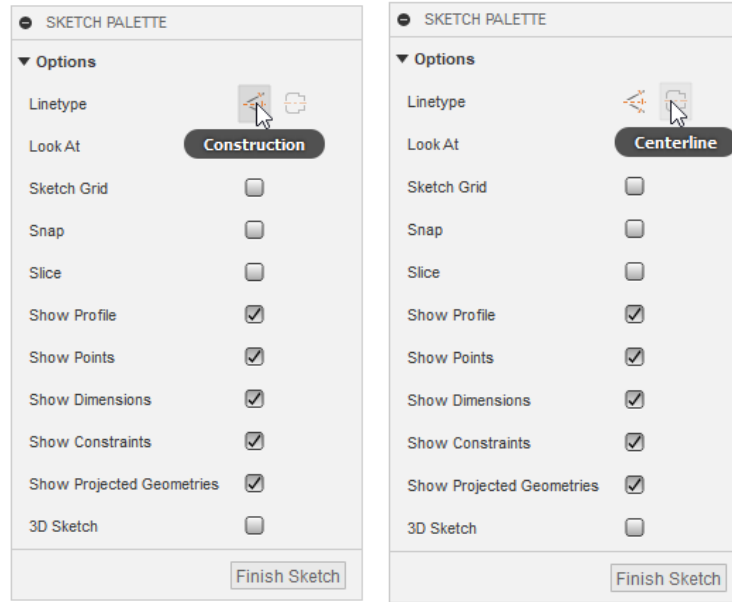 SKETCH PALETTE
Options
Linetype
Look At
Construction
Sketch Grid
Snap
Slice
Show Profile
Show Points
Show Dimensions
Show Constraints
Show Projected Geometries
3D Sketch
Finish Sketch
SKETCH PALETTE
Options
Linetype
Look At
Centerline
Sketch Grid
Snap
Slice
Show Profile
Show Points
Show Dimensions
Show Constraints
Show Projected Geometries
3D Sketch
Finish Sketch